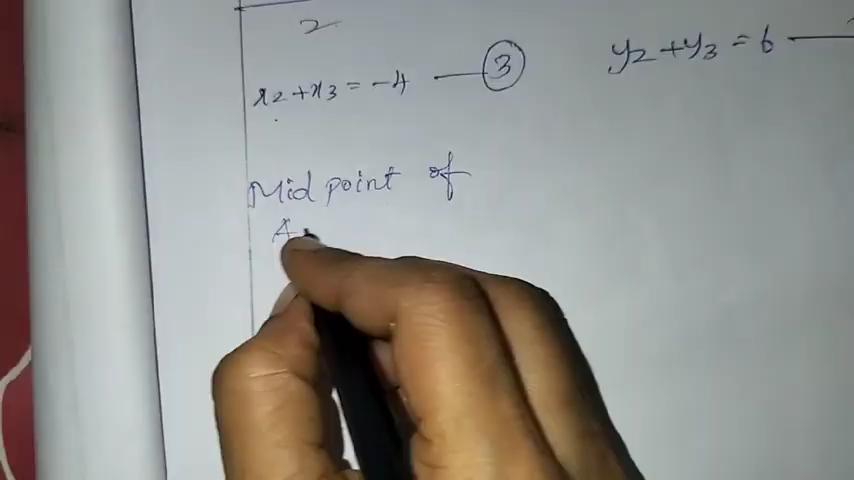 2
x2+x3 = -4 —— 3 y2+y3 = 6 ——
Mid point of
A